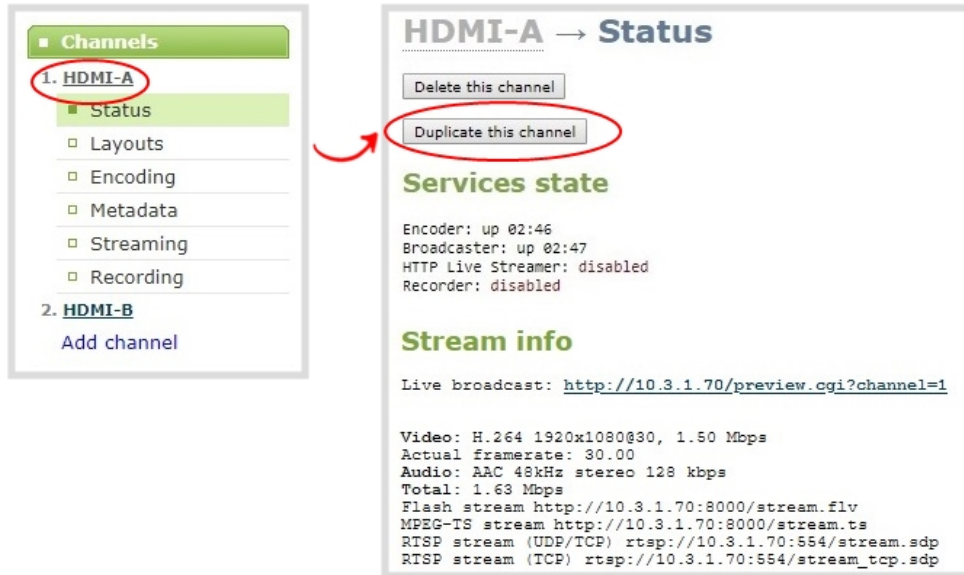 Channels
1. HDMI-A
Status
Layouts
Encoding
Metadata
Streaming
Recording
2. HDMI-B
Add channel
HDMI-A → Status
Delete this channel
Duplicate this channel
Services state
Encoder: up 02:46
Broadcaster: up 02:47
HTTP Live Streamer: disabled
Recorder: disabled
Stream info
Live broadcast: http://10.3.1.70/preview.cgi?channel=1
Video: H.264 1920x1080@30, 1.50 Mbps
Actual framerate: 30.00
Audio: AAC 48kHz stereo 128 kbps
Total: 1.63 Mbps
Flash stream http://10.3.1.70:8000/stream.flv
MPEG-TS stream http://10.3.1.70:8000/stream.ts
RTSP stream (UDP/TCP) rtsp://10.3.1.70:554/stream.sdp
RTSP stream (TCP) rtsp://10.3.1.70:554/stream_tcp.sdp